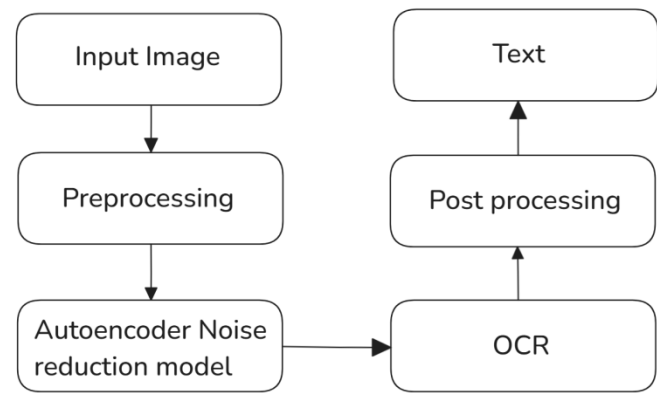 Input Image
Preprocessing
Autoencoder Noise
reduction model
OCR
Post processing
Text